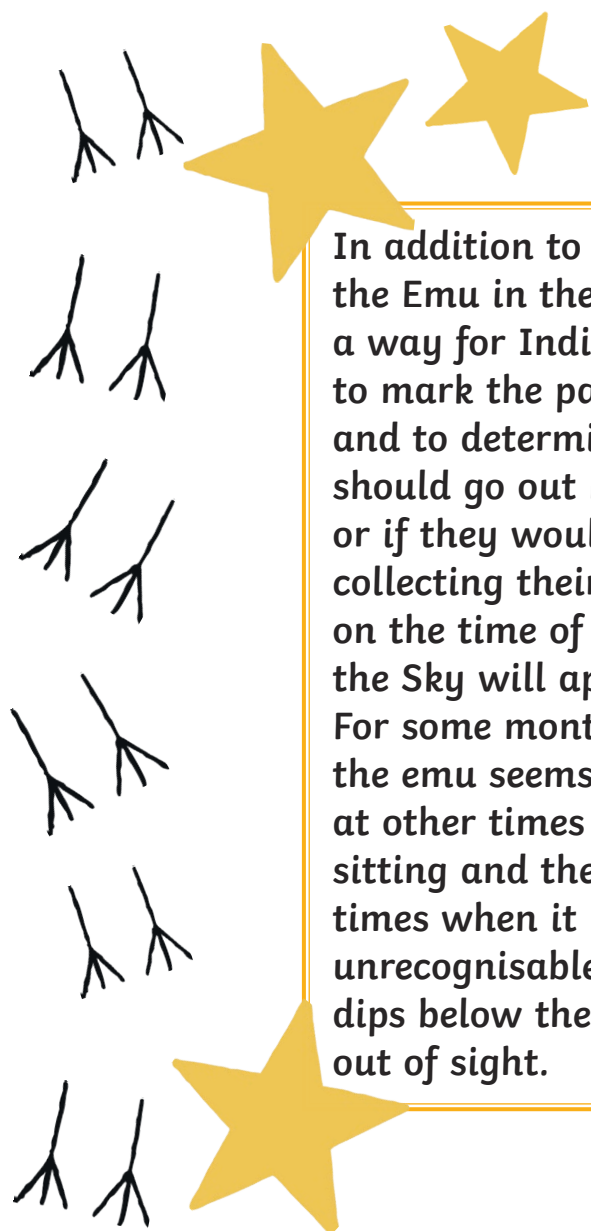 In addition to
the Emu in the
a way for Indi
to mark the pa
and to determi
should go out
or if they woul
collecting their
on the time of
the Sky will ap
For some mont
the emu seems
at other times
sitting and the
times when it
unrecognisable
dips below the
out of sight.